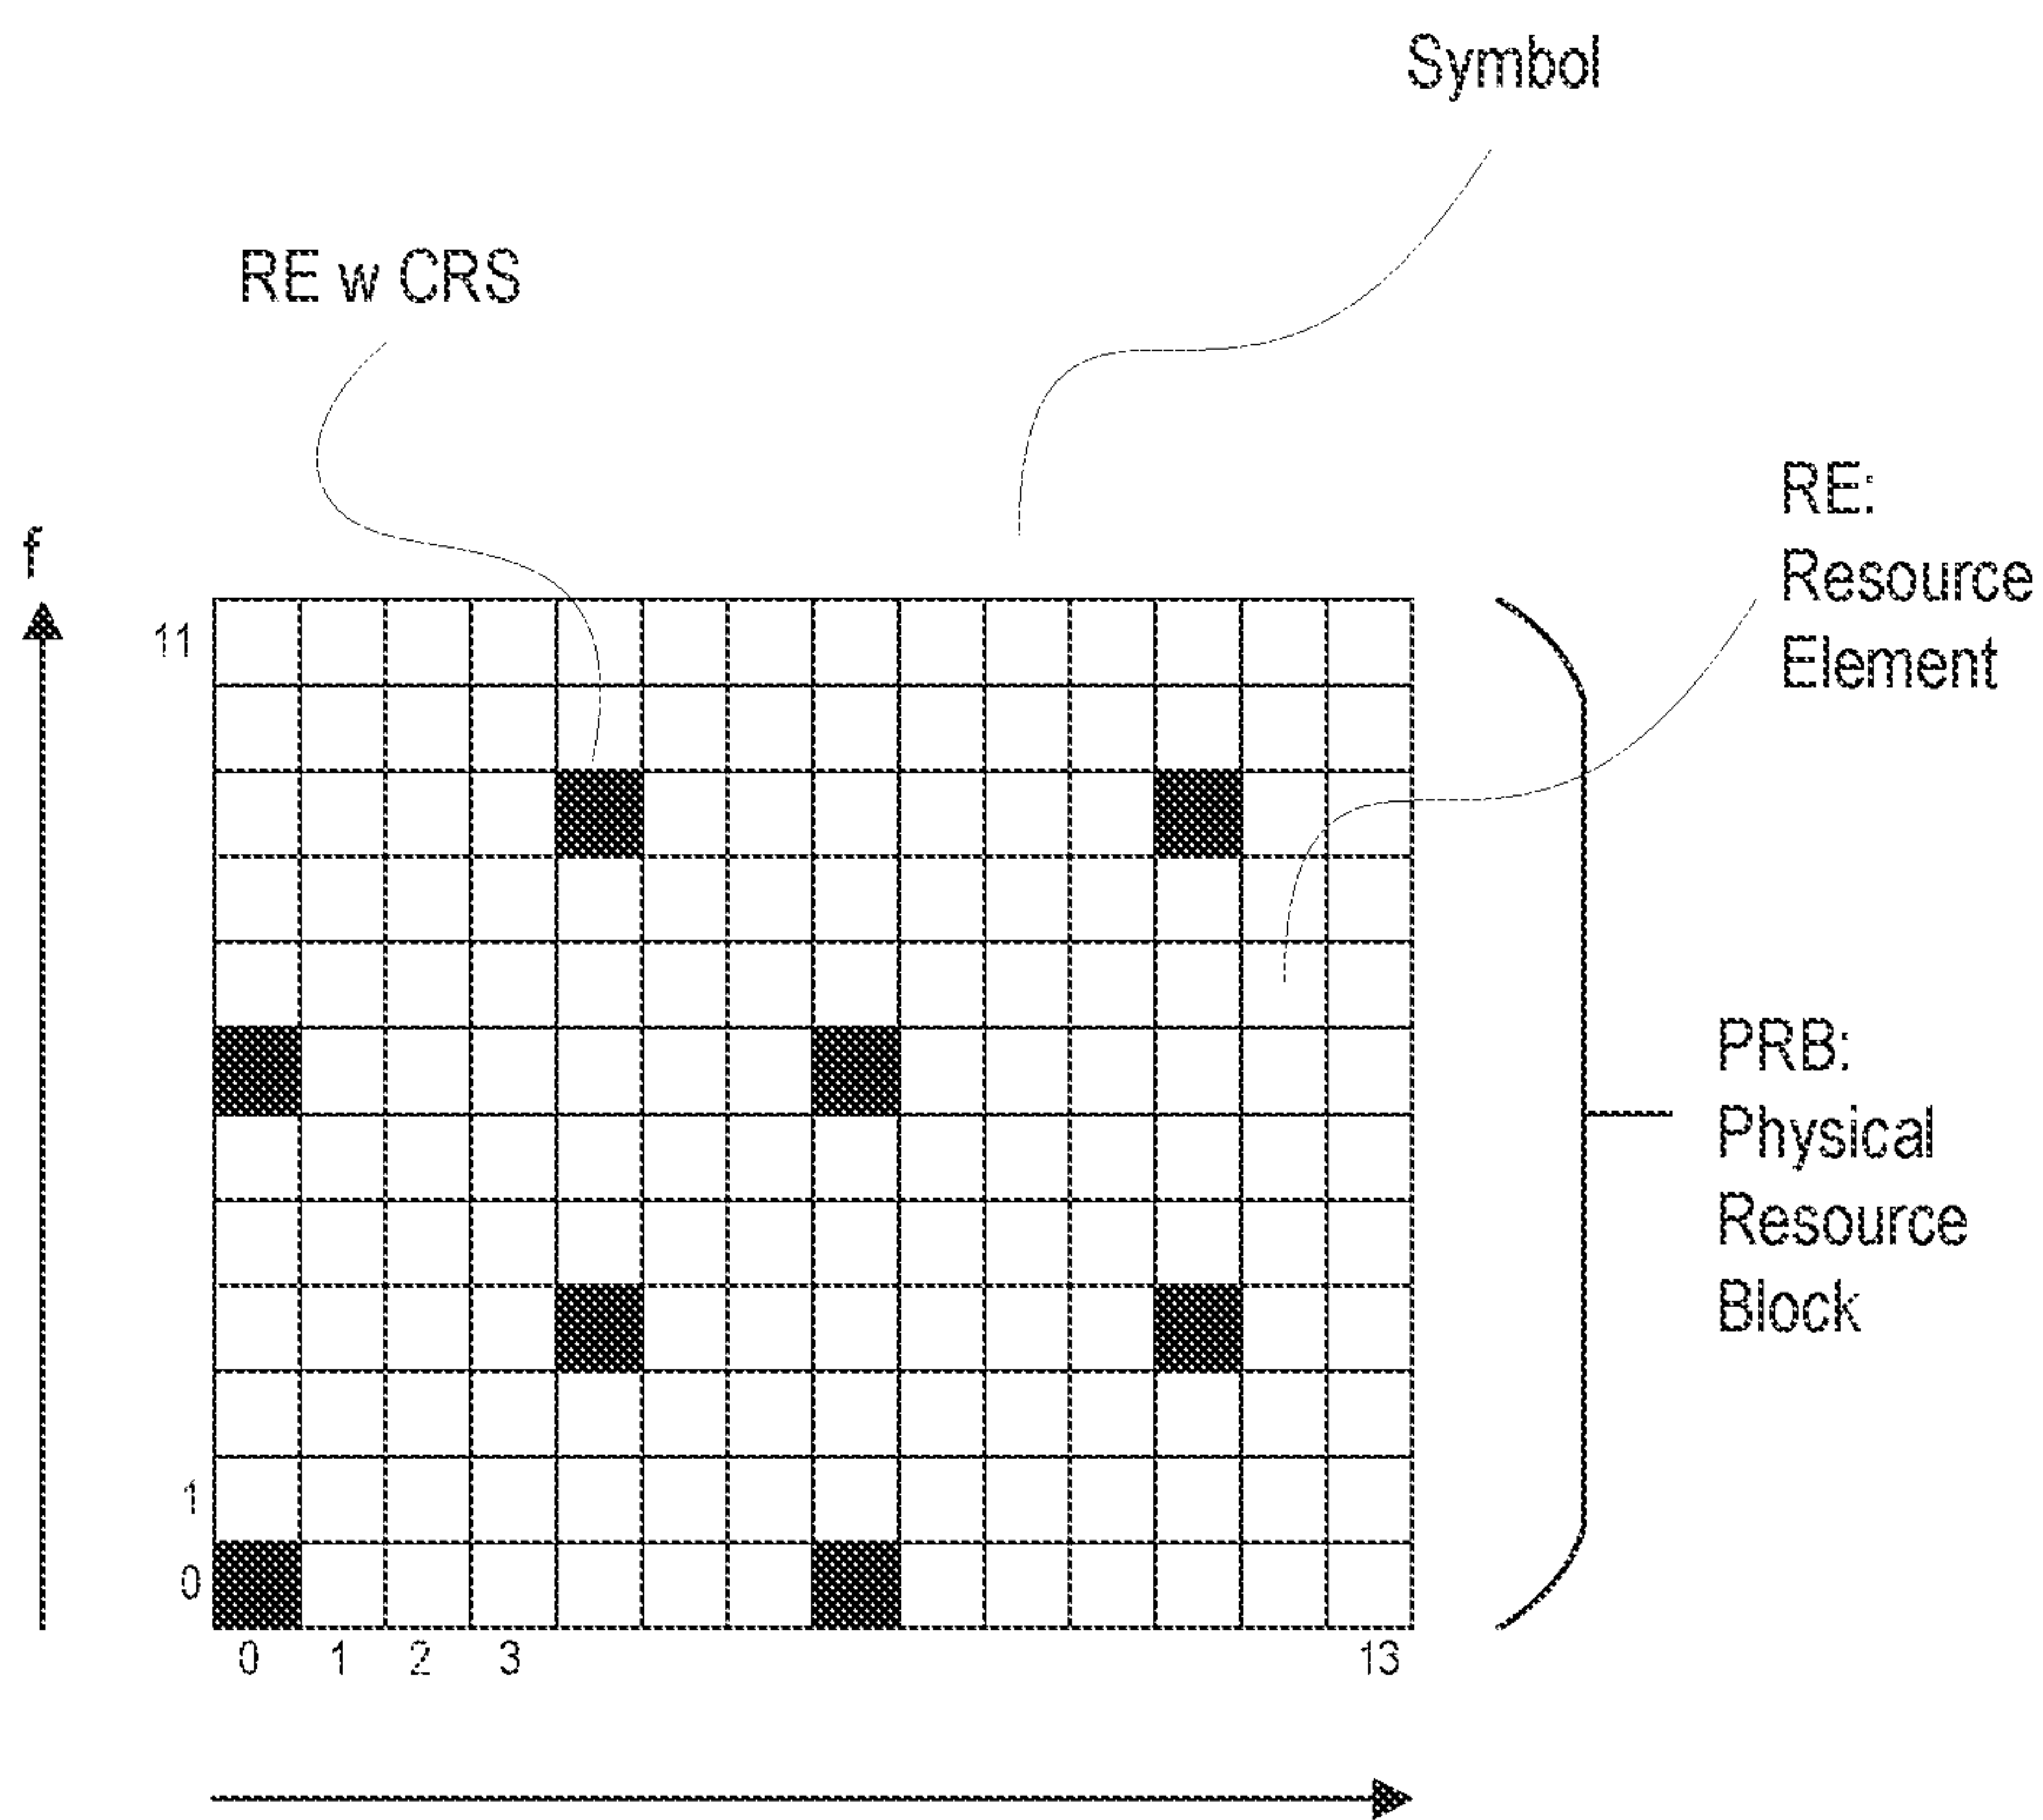 Symbol
RE w CRS
RE:
Resource
Element
f
11
PRB:
Physical
Resource
Block
1
0
0 1 2 3 13